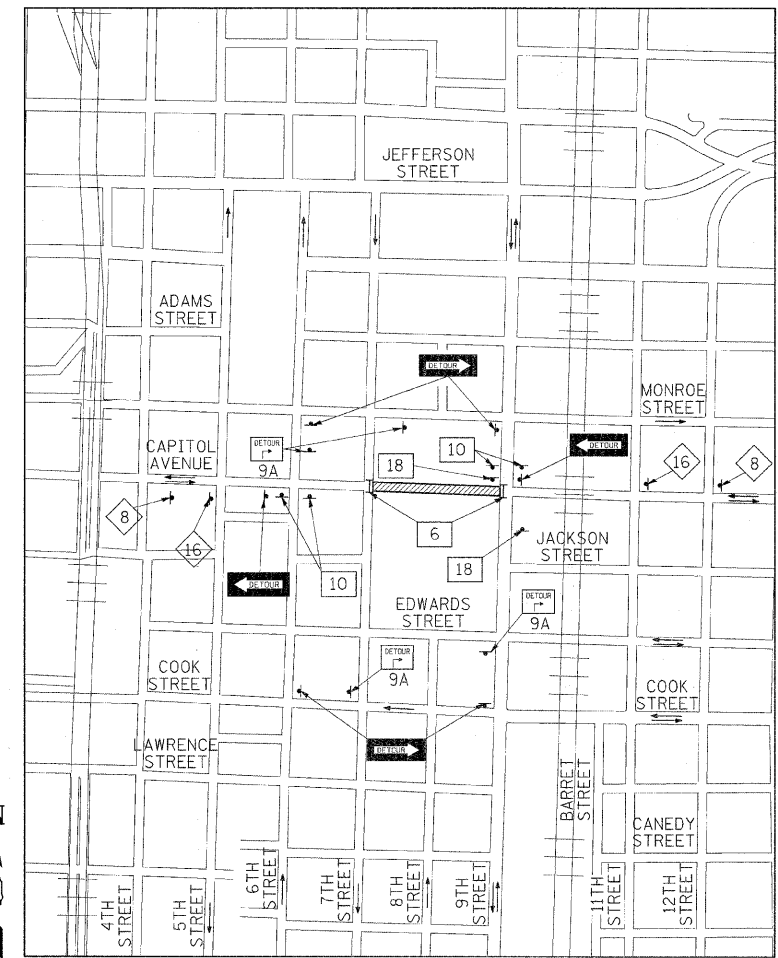 JEFFERSON
STREET
ADAMS
STREET
DETOUR
MONROE
STREET
CAPITOL
AVENUE
DETOUR
9A
10
DETOUR
18
16
8
8
16
6
JACKSON
STREET
18
10
DETOUR
EDWARDS
STREET
DETOUR
9A
DETOUR
9A
COOK
STREET
COOK
STREET
DETOUR
LAWRENCE
STREET
BARRET
STREET
CANEDY
STREET
4TH
STREET
5TH
STREET
6TH
STREET
7TH
STREET
8TH
STREET
9TH
STREET
11TH
STREET
12TH
STREET